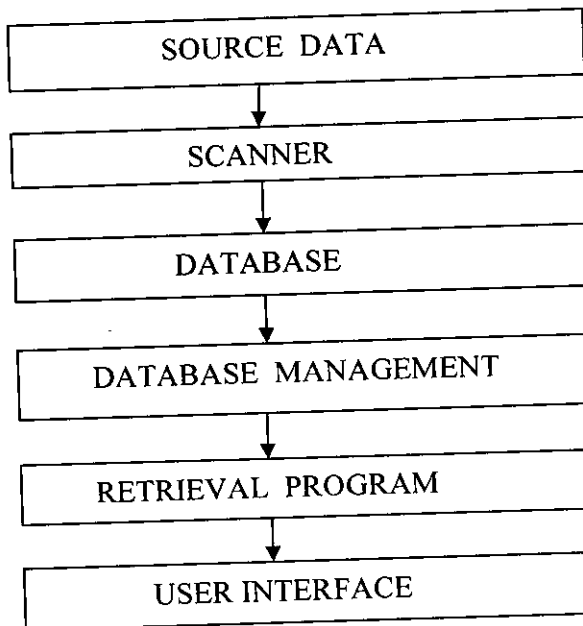 SOURCE DATA
SCANNER
DATABASE
DATABASE MANAGEMENT
RETRIEVAL PROGRAM
USER INTERFACE